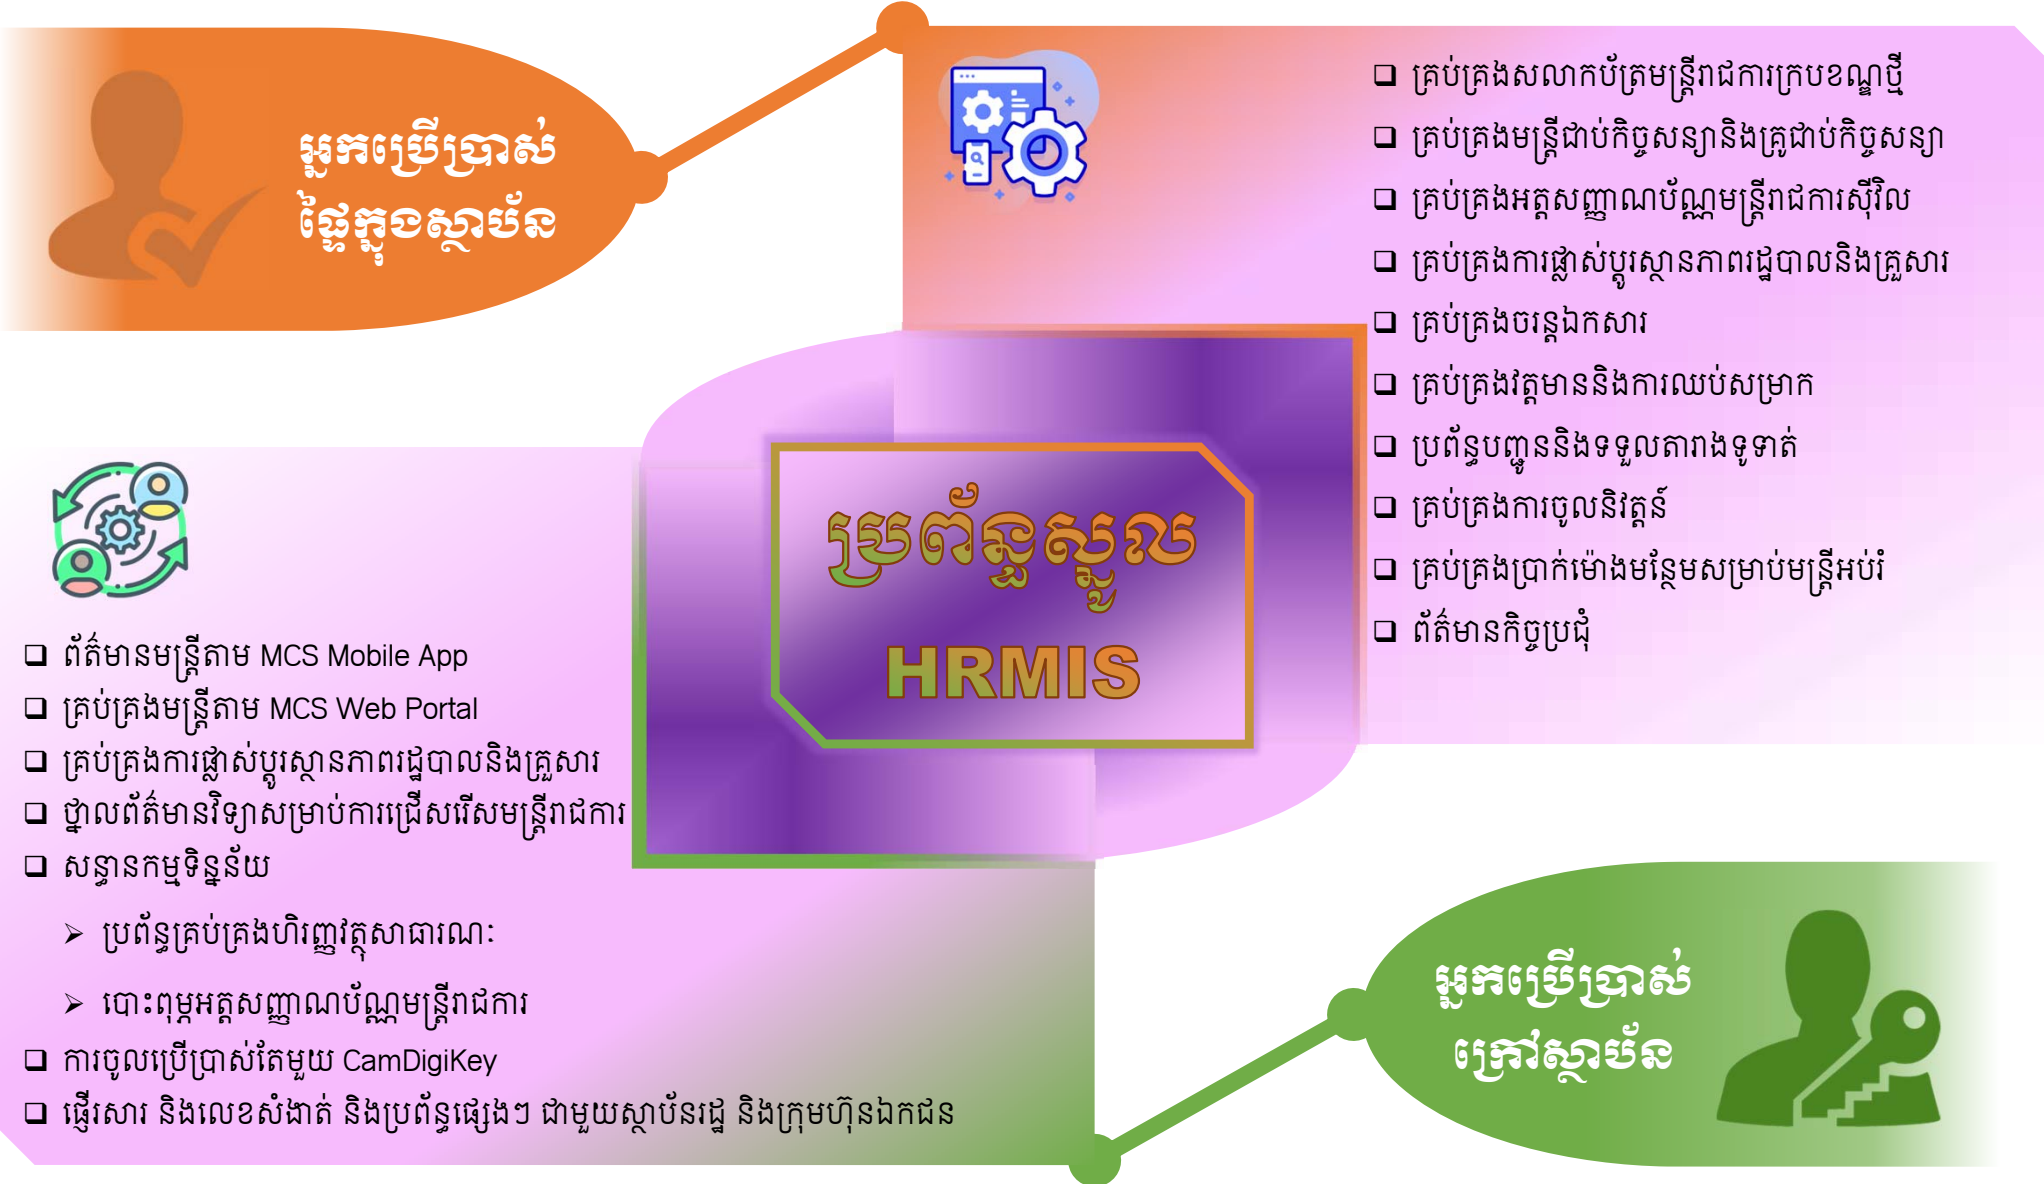 អ្នកប្រើប្រាស់
ផ្ទៃក្នុងស្ថាប័ន
គ្រប់គ្រងសលាកប័ត្រមន្ត្រីរាជការក្របខណ្ឌថ្មី
គ្រប់គ្រងមន្ត្រីជាប់កិច្ចសន្យានិងគ្រូជាប់កិច្ចសន្យា
គ្រប់គ្រងអត្តសញ្ញាណប័ណ្ណមន្ត្រីរាជការស៊ីវិល
គ្រប់គ្រងការផ្លាស់ប្តូរស្ថានភាពរដ្ឋបាលនិងគ្រួសារ
គ្រប់គ្រងចរន្តឯកសារ
គ្រប់គ្រងវត្តមាននិងការឈប់សម្រាក
ប្រព័ន្ធបញ្ជូននិងទទួលតារាងទូទាត់
គ្រប់គ្រងការចូលនិវត្តន៍
គ្រប់គ្រងប្រាក់ម៉ោងមន្ថែមសម្រាប់មន្ត្រីអប់រំ
ព័ត៌មានកិច្ចប្រជុំ
ប្រព័ន្ធស្នូល
HRMIS
ព័ត៌មានមន្ត្រីតាម MCS Mobile App
គ្រប់គ្រងមន្ត្រីតាម MCS Web Portal
គ្រប់គ្រងការផ្លាស់ប្តូរស្ថានភាពរដ្ឋបាលនិងគ្រួសារ
ថ្នាលព័ត៌មានវិទ្យាសម្រាប់ការជ្រើសរើសមន្ត្រីរាជការ
សន្ធានកម្មទិន្នន័យ
ប្រព័ន្ធគ្រប់គ្រងហិរញ្ញវត្ថុសាធារណៈ
បោះពុម្ភអត្តសញ្ញាណប័ណ្ណមន្ត្រីរាជការ
ការចូលប្រើប្រាស់តែមួយ CamDigiKey
ផ្ញើរសារ និងលេខសំងាត់ និងប្រព័ន្ធផ្សេងៗ ជាមួយស្ថាប័នរដ្ឋ និងក្រុមហ៊ុនឯកជន
អ្នកប្រើប្រាស់
ក្រៅស្ថាប័ន